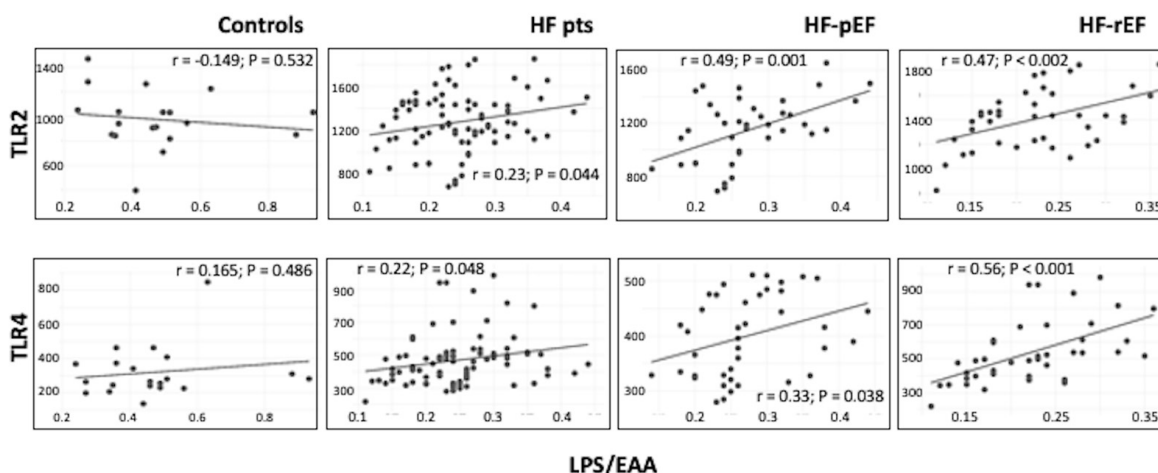 Controls HF pts HF-pEF HF-rEF
TLR2
r = -0.149; P = 0.532
1400
1000
600
0.2 0.4 0.6 0.8
1600
1200
800
r = 0.23; P = 0.044
0.1 0.2 0.3 0.4
r = 0.49; P = 0.001
1600
1200
800
0.2 0.3 0.4
r = 0.47; P < 0.002
1800
1400
1000
0.15 0.25 0.35
TLR4
r = 0.165; P = 0.486
800
600
400
200
0.2 0.4 0.6 0.8
r = 0.22; P = 0.048
900
700
500
300
0.1 0.2 0.3 0.4
500
400
300
r = 0.33; P = 0.038
0.2 0.3 0.4
r = 0.56; P < 0.001
900
700
500
300
0.15 0.25 0.35
LPS/EAA